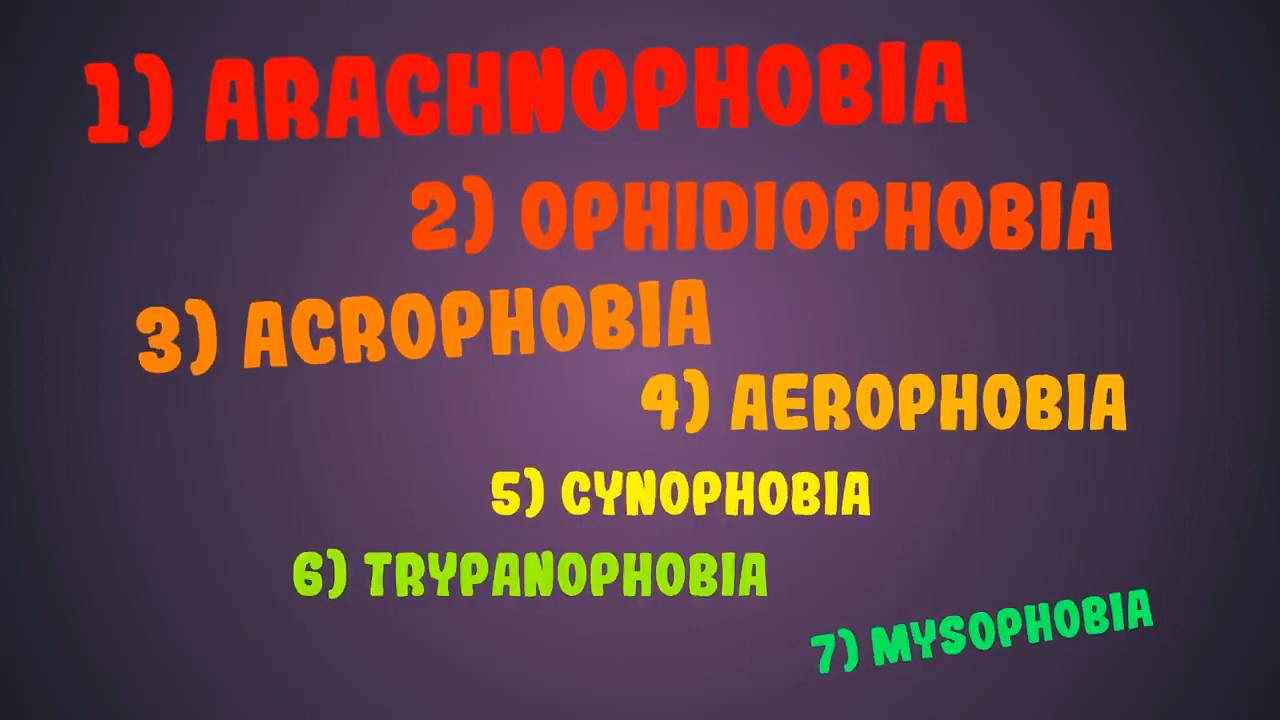 1) ARACHNOPHOBIA
2) OPHIDIOPHOBIA
3) ACROPHOBIA
4) AEROPHOBIA
5) CYNOPHOBIA
6) TRYPANOPHOBIA
7) MYSOPHOBIA